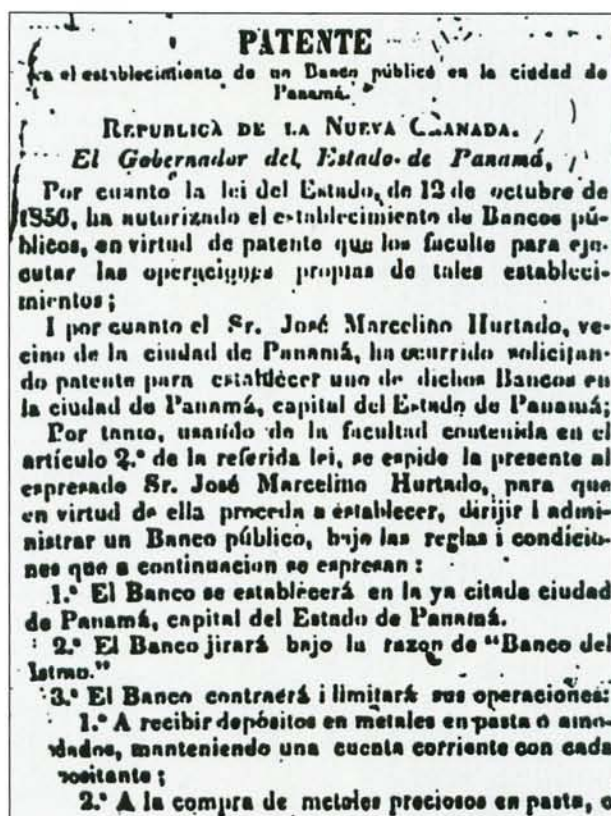 PATENTE
ra el establecimiento de un Banco público en la ciudad de
Panamá.
REPUBLICA DE LA NUEVA GRANADA.
El Gobernador del Estado de Panamá,
Por cuanto la lei del Estado, de 12 de octubre de
1856, ha autorizado el establecimiento de Bancos pú-
blicos, en virtud de patente que los faculte para eje-
cutar las operaciones propias de tales estableci-
mientos;
I por cuanto el Sr. José Marcelino Hurtado, ve-
cino de la ciudad de Panamá, ha ocurrido solicitan-
do patente para establecer uno de dichos Bancos en
la ciudad de Panamá, capital del Estado de Panamá:
Por tanto, usando de la facultad contenida en el
artículo 2.º de la referida lei, se espide la presente al
espresado Sr. José Marcelino Hurtado, para que
en virtud de ella proceda a establecer, dirijir i admi-
nistrar un Banco público, bajo las reglas i condicio-
nes que a continuacion se espresan:
1.º El Banco se establecerá en la ya citada ciudad
de Panamá, capital del Estado de Panamá.
2.º El Banco jirará bajo la razon de "Banco del
Istmo."
3.º El Banco contraerá i limitará sus operaciones:
1.º A recibir depósitos en metales en pasta o amo-
dados, manteniendo una cuenta corriente con cada
ositante;
2.º A la compra de metales preciosos en pasta, o